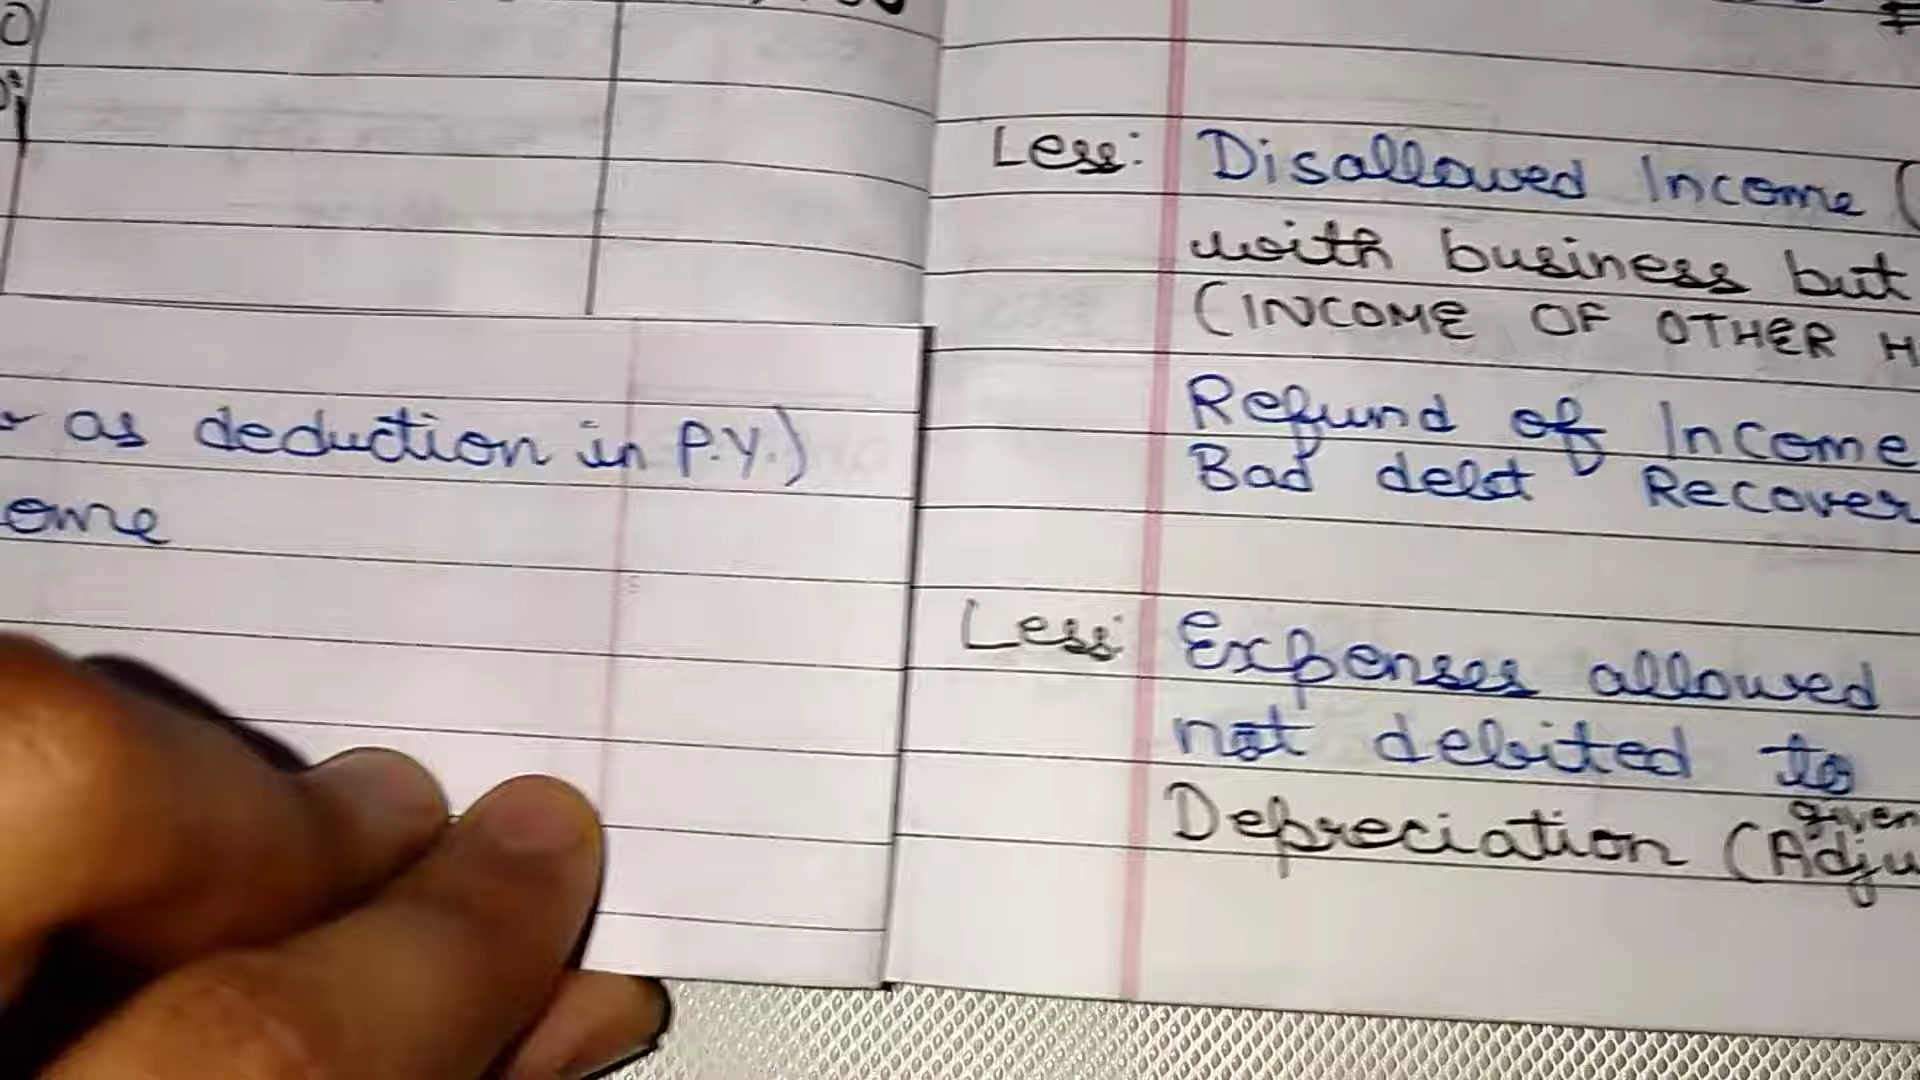 as deduction in P.Y.)
ome
Less: Disallowed Income (
with business but
(INCOME OF OTHER H
Refund of Income
Bad debt Recover
Less: Expenses allowed
not debited to
given
Depreciation (Adju